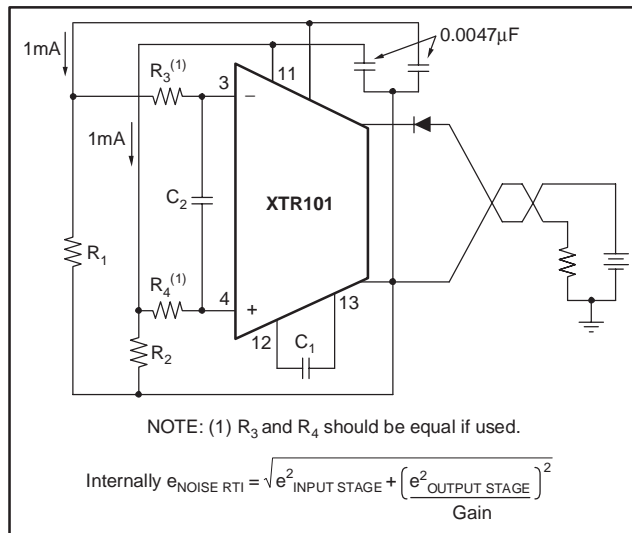 0.0047μF
1mA
R3(1)
3
11
−
1mA
C2
XTR101
R1
R4(1)
4
+
13
12
C1
R2
NOTE: (1) R3 and R4 should be equal if used.
Internally eNOISE RTI = √ e²INPUT STAGE + (e²OUTPUT STAGE / Gain)²